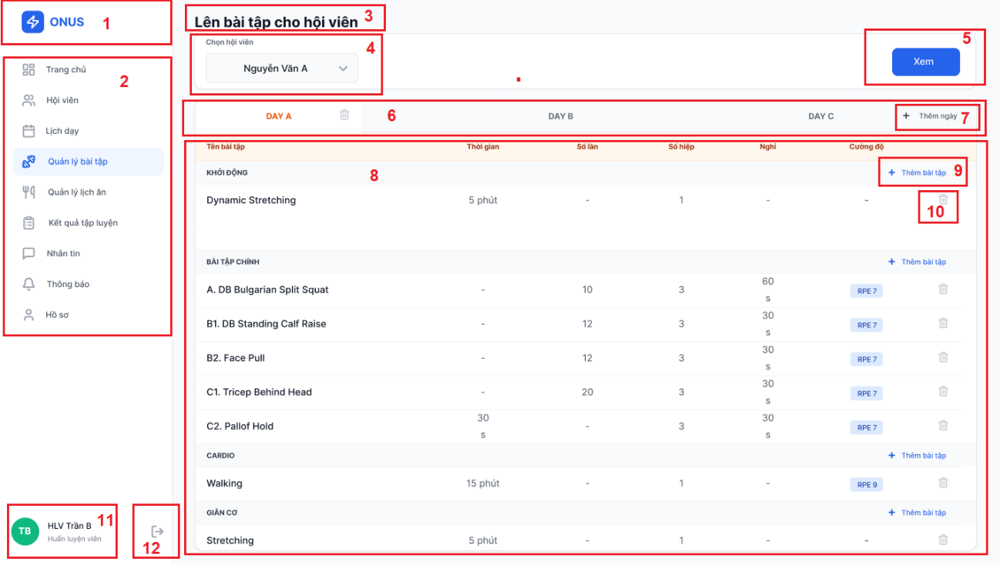 ONUS 1
Lên bài tập cho hội viên 3
Chọn hội viên 4
Nguyễn Văn A
5
Xem
2
Trang chủ
Hội viên
Lịch dạy
Quản lý bài tập
Quản lý lịch ăn
Kết quả tập luyện
Nhắn tin
Thông báo
Hồ sơ
DAY A 6 DAY B DAY C + Thêm ngày 7
Tên bài tập Thời gian Số lần Số hiệp Nghỉ Cường độ
KHỞI ĐỘNG 8 + Thêm bài tập 9
Dynamic Stretching 5 phút - 1 - -
10
BÀI TẬP CHÍNH + Thêm bài tập
A. DB Bulgarian Split Squat - 10 3 60 s RPE 7
B1. DB Standing Calf Raise - 12 3 30 s RPE 7
B2. Face Pull - 12 3 30 s RPE 7
C1. Tricep Behind Head - 20 3 30 s RPE 7
C2. Pallof Hold 30 s - 3 30 s RPE 7
CARDIO + Thêm bài tập
Walking 15 phút - 1 - RPE 9
GIÃN CƠ + Thêm bài tập
Stretching 5 phút - 1 - -
TB HLV Trần B 11
Huấn luyện viên
12